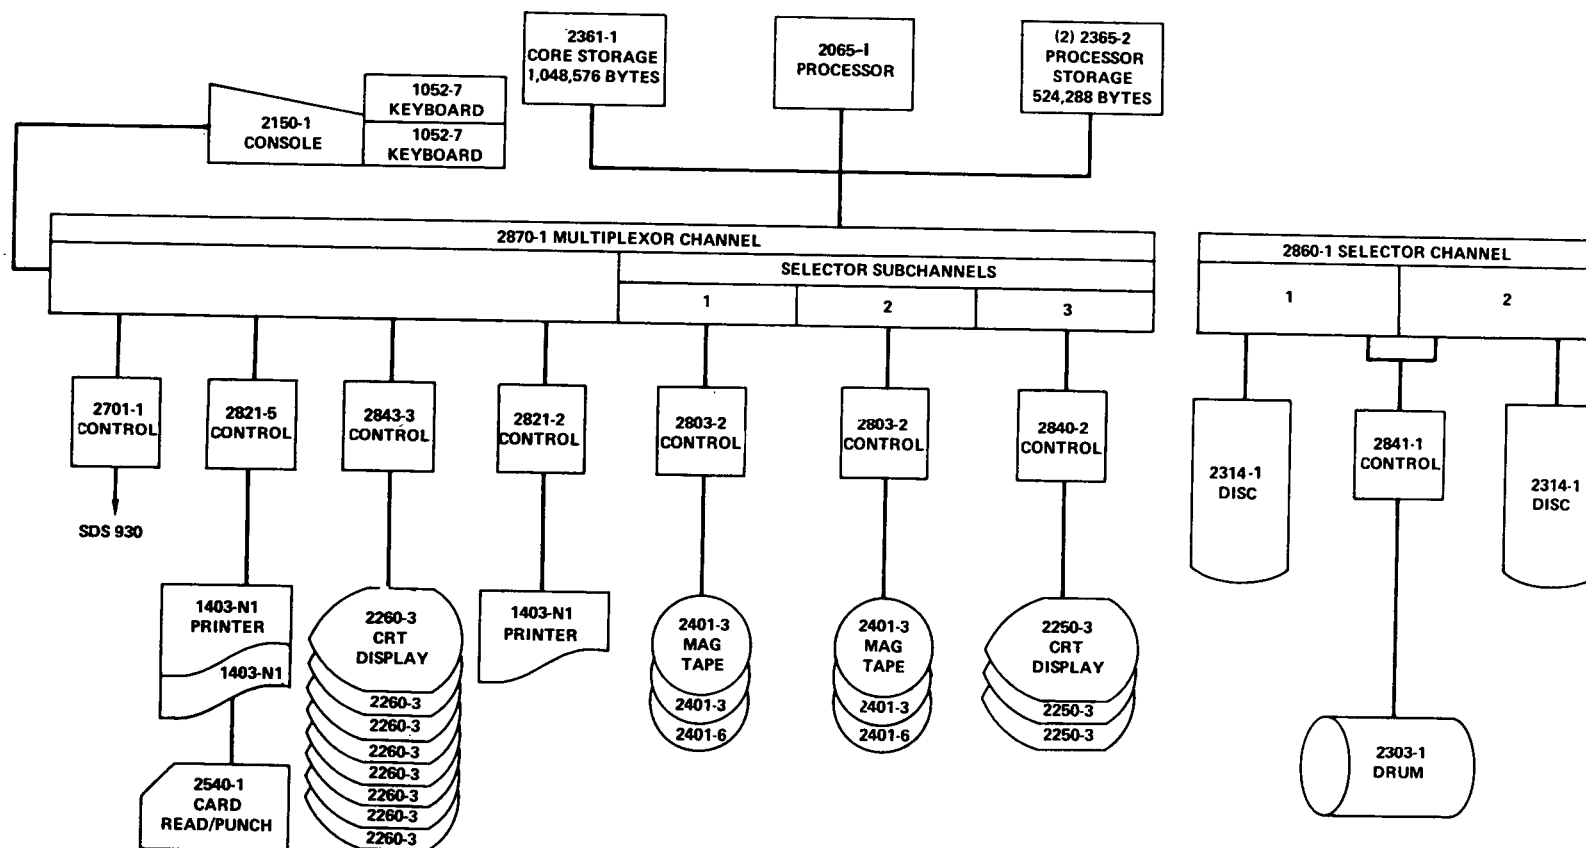 2361-1
CORE STORAGE
1,048,576 BYTES
2065-I
PROCESSOR
(2) 2365-2
PROCESSOR
STORAGE
524,288 BYTES
2150-1
CONSOLE
1052-7
KEYBOARD
1052-7
KEYBOARD
2870-1 MULTIPLEXOR CHANNEL
SELECTOR SUBCHANNELS
1
2
3
2860-1 SELECTOR CHANNEL
1
2
2701-1
CONTROL
SDS 930
2821-5
CONTROL
2843-3
CONTROL
2821-2
CONTROL
2803-2
CONTROL
2803-2
CONTROL
2840-2
CONTROL
2314-1
DISC
2841-1
CONTROL
2314-1
DISC
1403-N1
PRINTER
1403-N1
2540-1
CARD
READ/PUNCH
2260-3
CRT
DISPLAY
2260-3
2260-3
2260-3
2260-3
2260-3
2260-3
2260-3
1403-N1
PRINTER
2401-3
MAG
TAPE
2401-3
2401-6
2401-3
MAG
TAPE
2401-3
2401-6
2250-3
CRT
DISPLAY
2250-3
2250-3
2303-1
DRUM